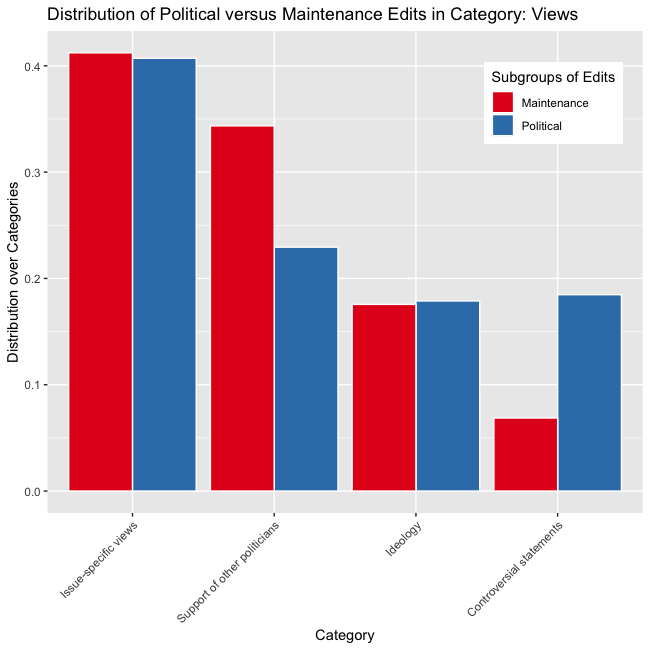 Distribution of Political versus Maintenance Edits in Category: Views
Distribution over Categories
0.4
0.3
0.2
0.1
0.0
Subgroups of Edits
Maintenance
Political
Issue-specific views
Support of other politicians
Ideology
Controversial statements
Category